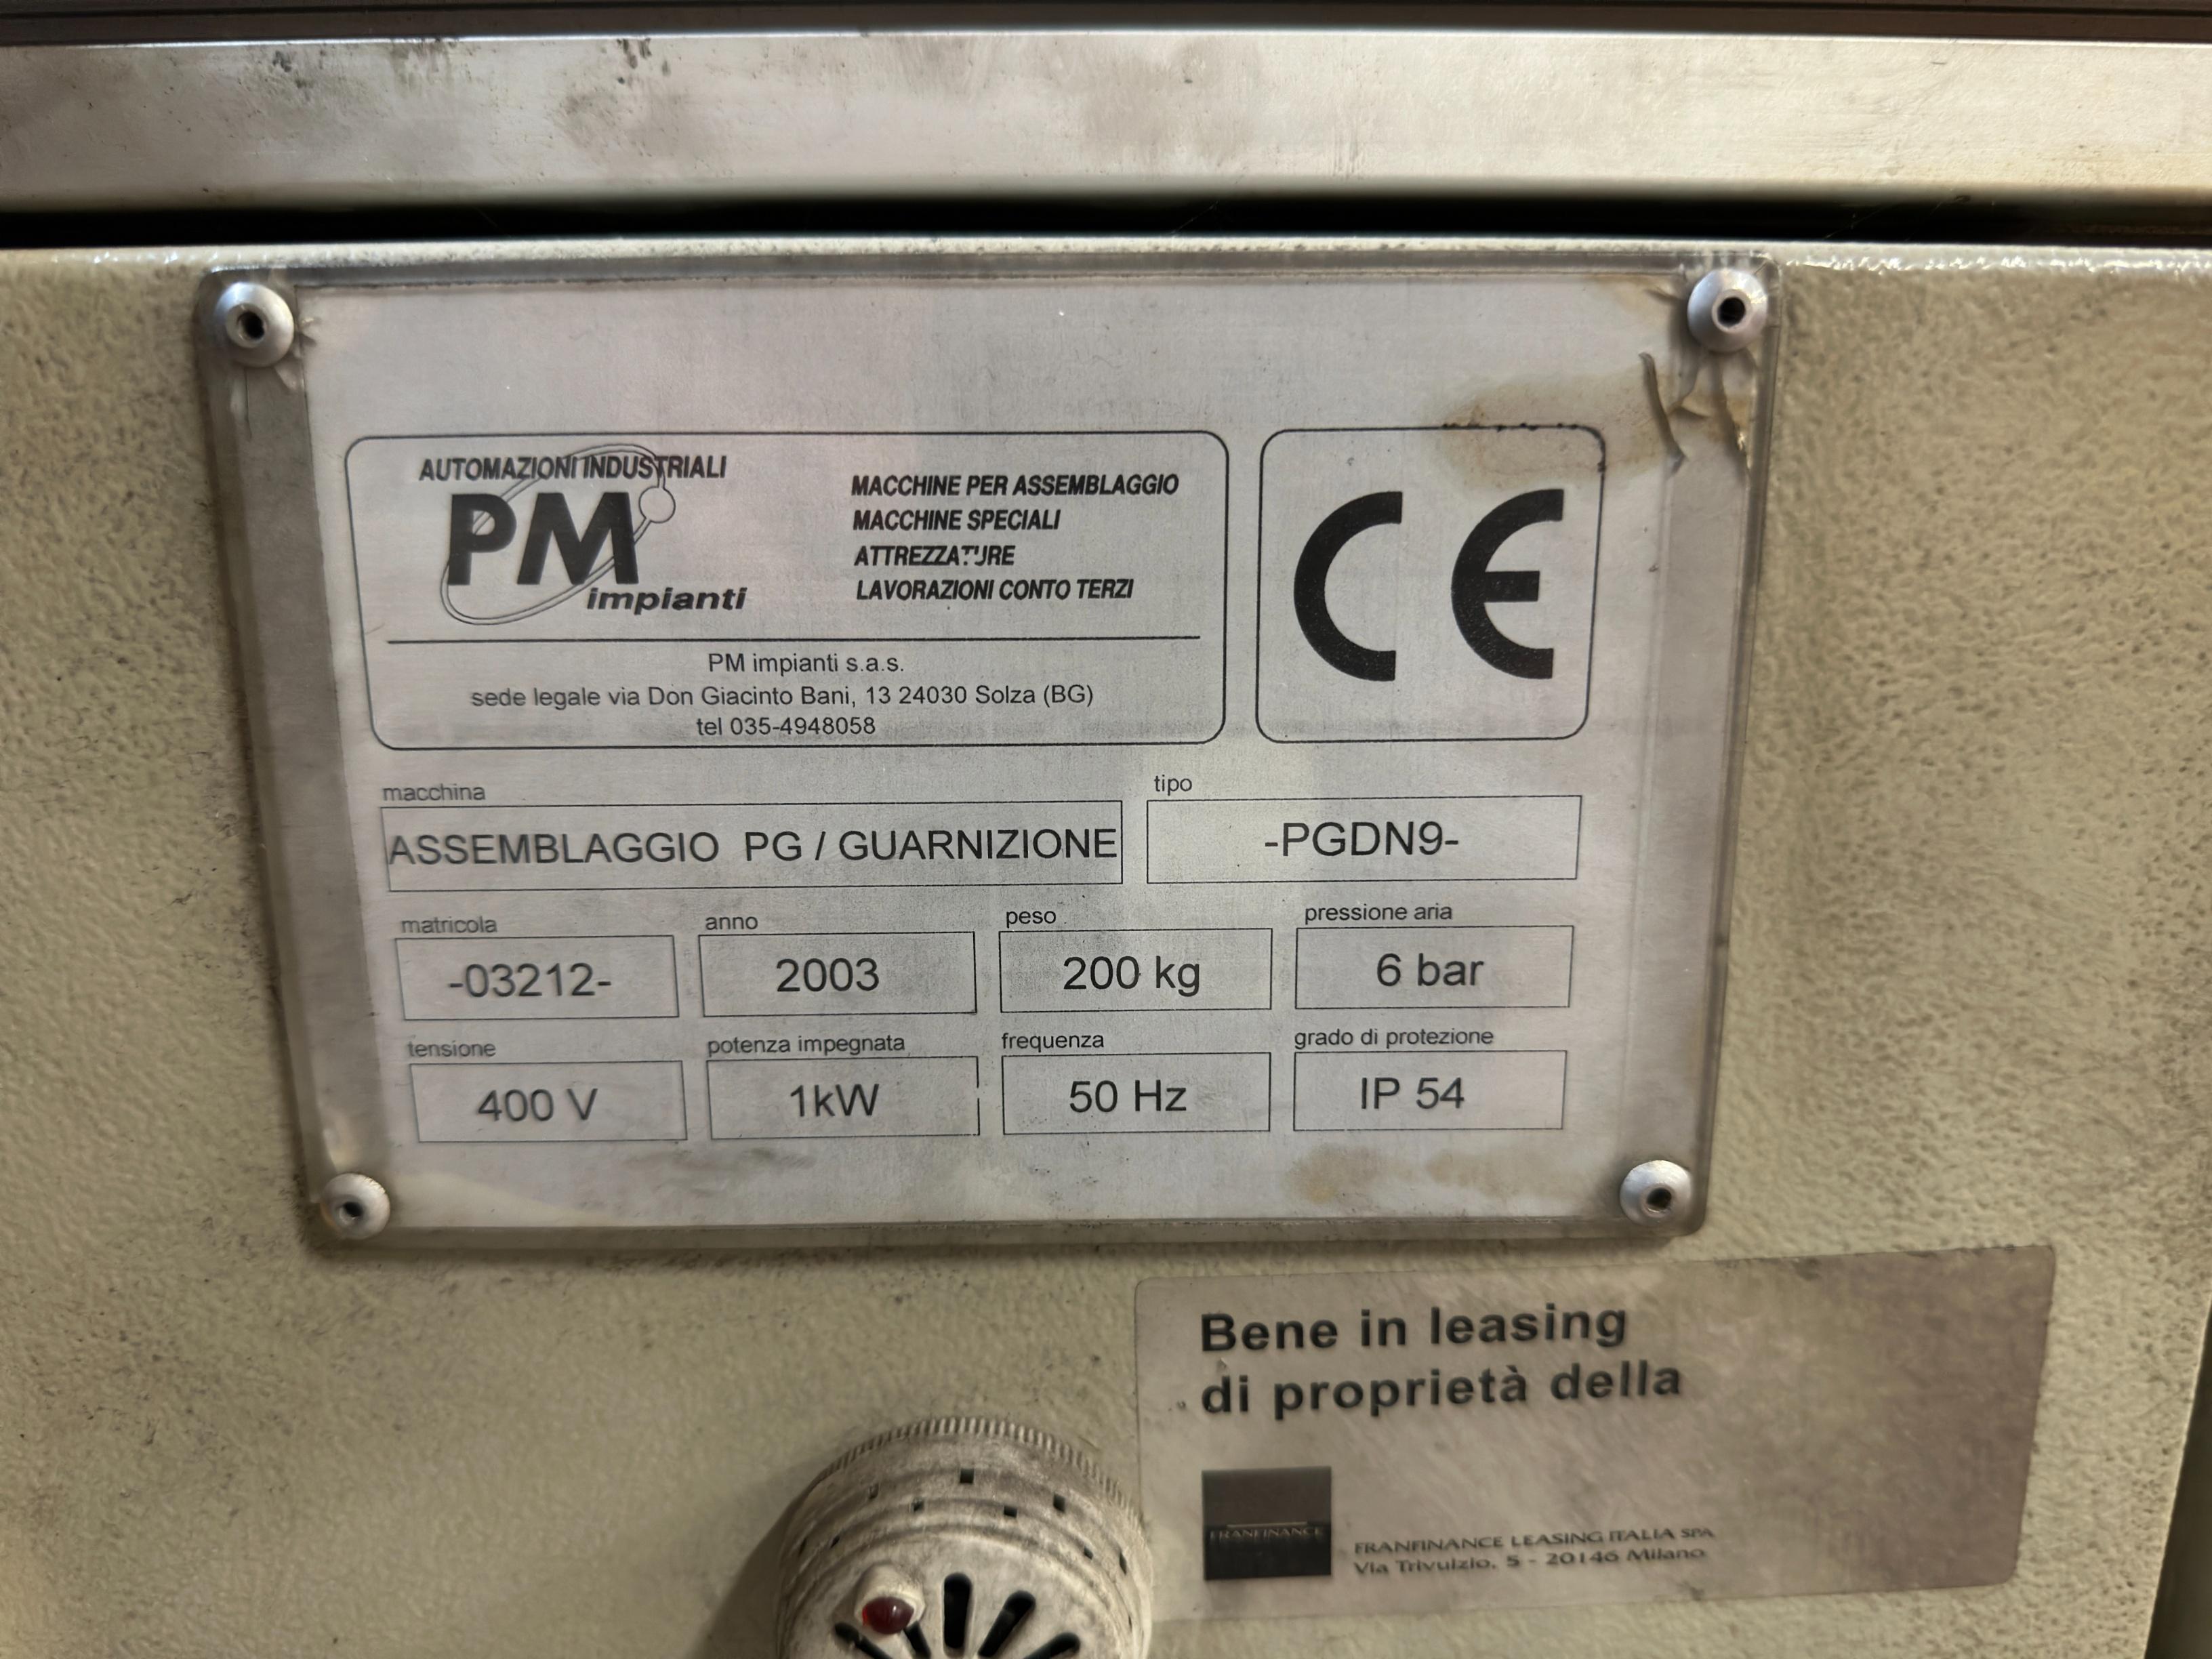 AUTOMAZIONI INDUSTRIALI
PM
impianti
MACCHINE PER ASSEMBLAGGIO
MACCHINE SPECIALI
ATTREZZATURE
LAVORAZIONI CONTO TERZI
PM impianti s.a.s.
sede legale via Don Giacinto Bani, 13 24030 Solza (BG)
tel 035-4948058
CE
macchina
ASSEMBLAGGIO PG / GUARNIZIONE
tipo
-PGDN9-
matricola
-03212-
anno
2003
peso
200 kg
pressione aria
6 bar
tensione
400 V
potenza impegnata
1kW
frequenza
50 Hz
grado di protezione
IP 54
Bene in leasing
di proprietà della
FRANFINANCE
FRANFINANCE LEASING ITALIA SPA
Via Trivulzio, 5 - 20146 Milano